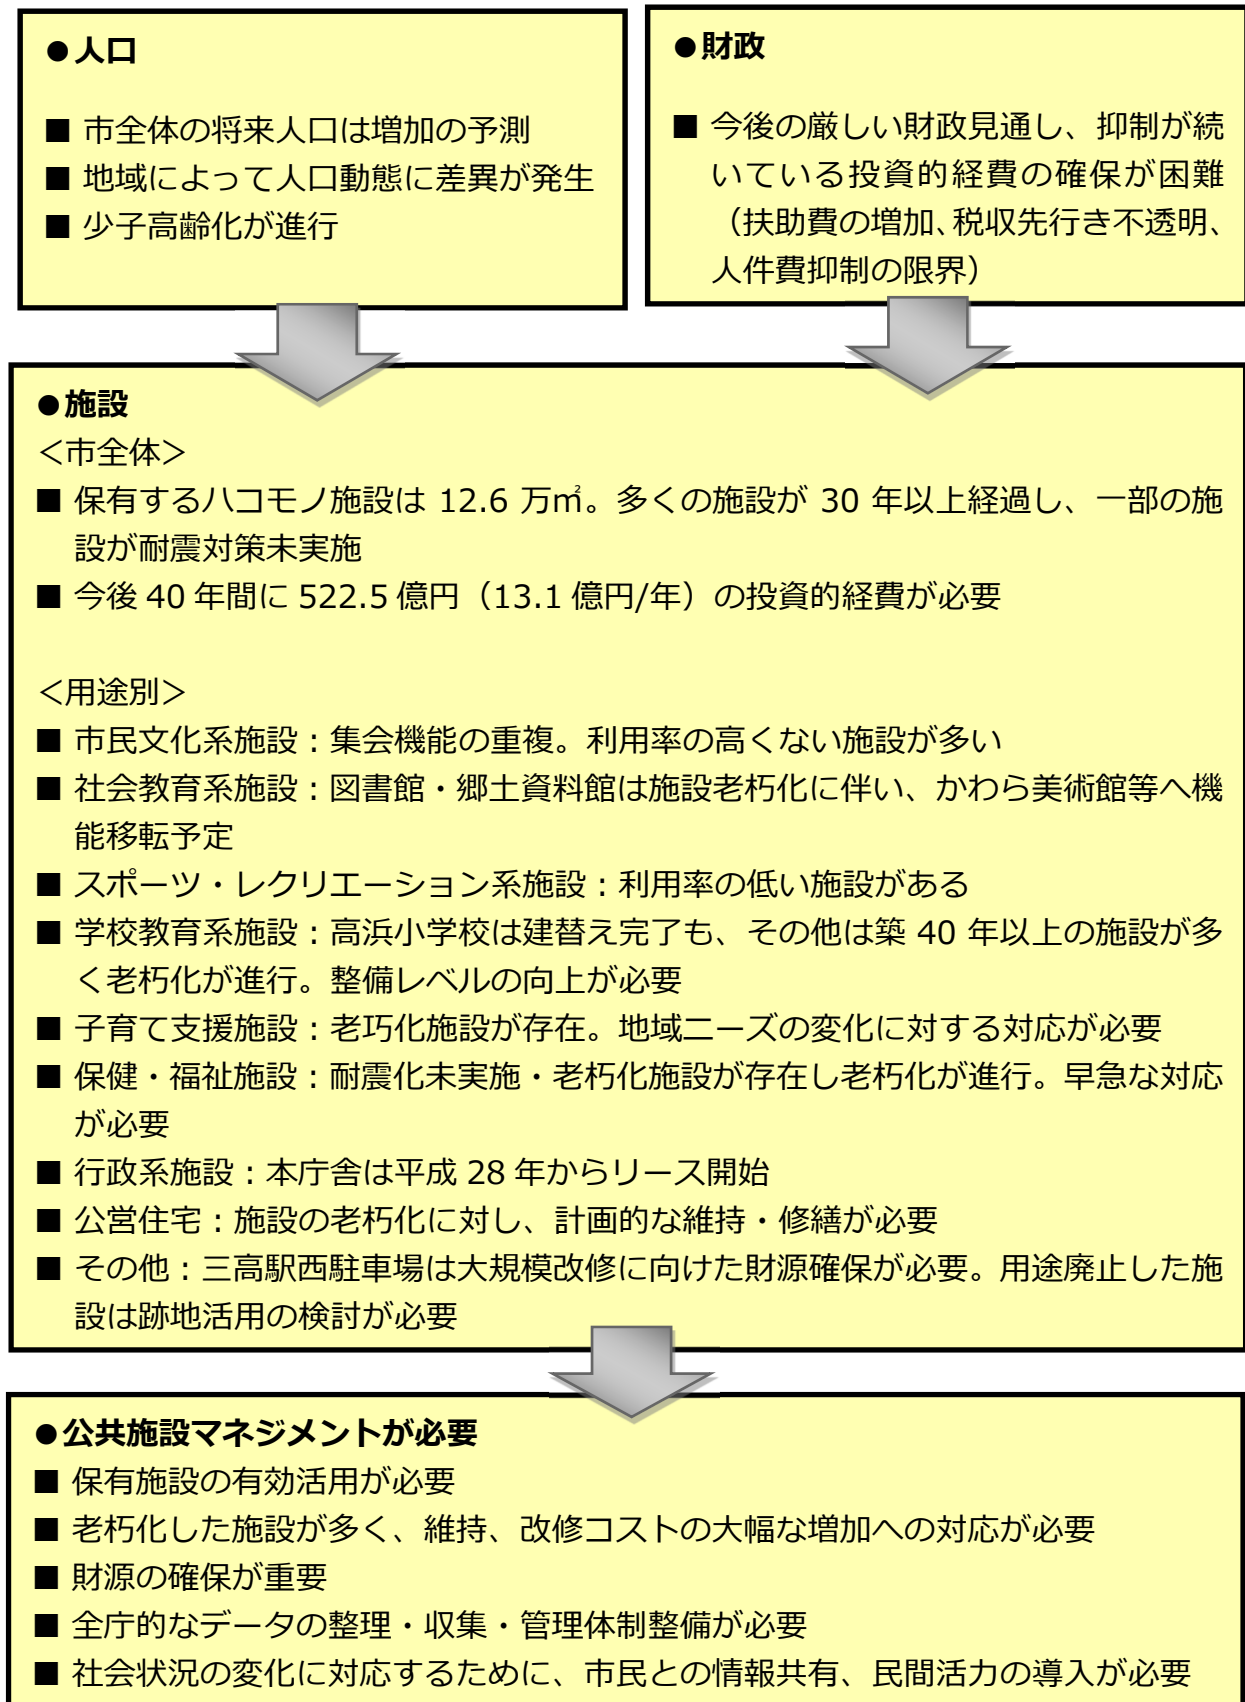 ●人口
■ 市全体の将来人口は増加の予測
■ 地域によって人口動態に差異が発生
■ 少子高齢化が進行
●財政
■ 今後の厳しい財政見通し、抑制が続
いている投資的経費の確保が困難
（扶助費の増加、税収先行き不透明、
人件費抑制の限界）
●施設
＜市全体＞
■ 保有するハコモノ施設は 12.6 万㎡。多くの施設が 30 年以上経過し、一部の施
設が耐震対策未実施
■ 今後 40 年間に 522.5 億円（13.1 億円/年）の投資的経費が必要
＜用途別＞
■ 市民文化系施設：集会機能の重複。利用率の高くない施設が多い
■ 社会教育系施設：図書館・郷土資料館は施設老朽化に伴い、かわら美術館等へ機
能移転予定
■ スポーツ・レクリエーション系施設：利用率の低い施設がある
■ 学校教育系施設：高浜小学校は建替え完了も、その他は築 40 年以上の施設が多
く老朽化が進行。整備レベルの向上が必要
■ 子育て支援施設：老巧化施設が存在。地域ニーズの変化に対する対応が必要
■ 保健・福祉施設：耐震化未実施・老朽化施設が存在し老朽化が進行。早急な対応
が必要
■ 行政系施設：本庁舎は平成 28 年からリース開始
■ 公営住宅：施設の老朽化に対し、計画的な維持・修繕が必要
■ その他：三高駅西駐車場は大規模改修に向けた財源確保が必要。用途廃止した施
設は跡地活用の検討が必要
●公共施設マネジメントが必要
■ 保有施設の有効活用が必要
■ 老朽化した施設が多く、維持、改修コストの大幅な増加への対応が必要
■ 財源の確保が重要
■ 全庁的なデータの整理・収集・管理体制整備が必要
■ 社会状況の変化に対応するために、市民との情報共有、民間活力の導入が必要